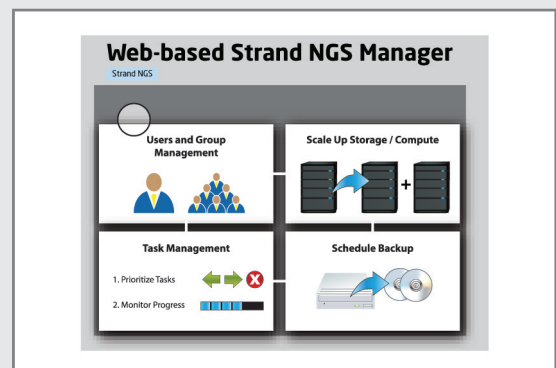 Web-based Strand NGS Manager
Strand NGS
Users and Group
Management
Scale Up Storage / Compute
+
Task Management
1. Prioritize Tasks
2. Monitor Progress
Schedule Backup